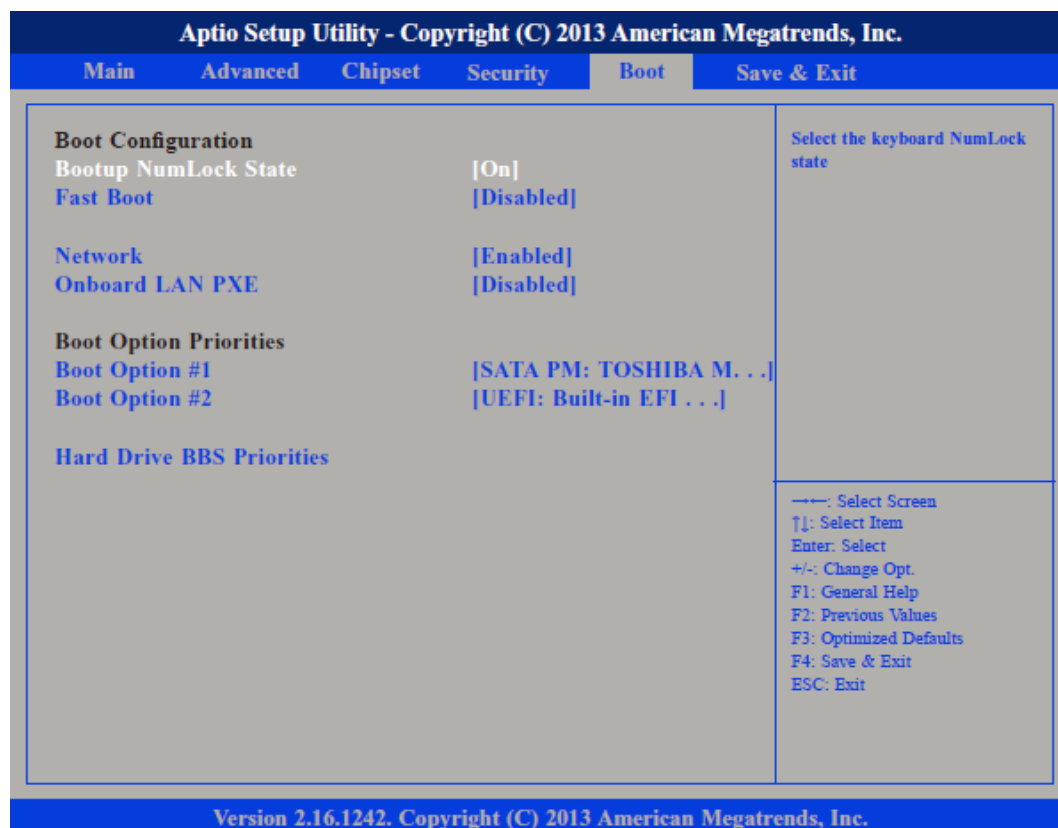 Aptio Setup Utility - Copyright (C) 2013 American Megatrends, Inc.
Main Advanced Chipset Security Boot Save & Exit
Boot Configuration
Bootup NumLock State [On]
Fast Boot [Disabled]
Network [Enabled]
Onboard LAN PXE [Disabled]
Boot Option Priorities
Boot Option #1 [SATA PM: TOSHIBA M. . .]
Boot Option #2 [UEFI: Built-in EFI . . .]
Hard Drive BBS Priorities
Select the keyboard NumLock
state
→←: Select Screen
↑↓: Select Item
Enter: Select
+/-: Change Opt.
F1: General Help
F2: Previous Values
F3: Optimized Defaults
F4: Save & Exit
ESC: Exit
Version 2.16.1242. Copyright (C) 2013 American Megatrends, Inc.